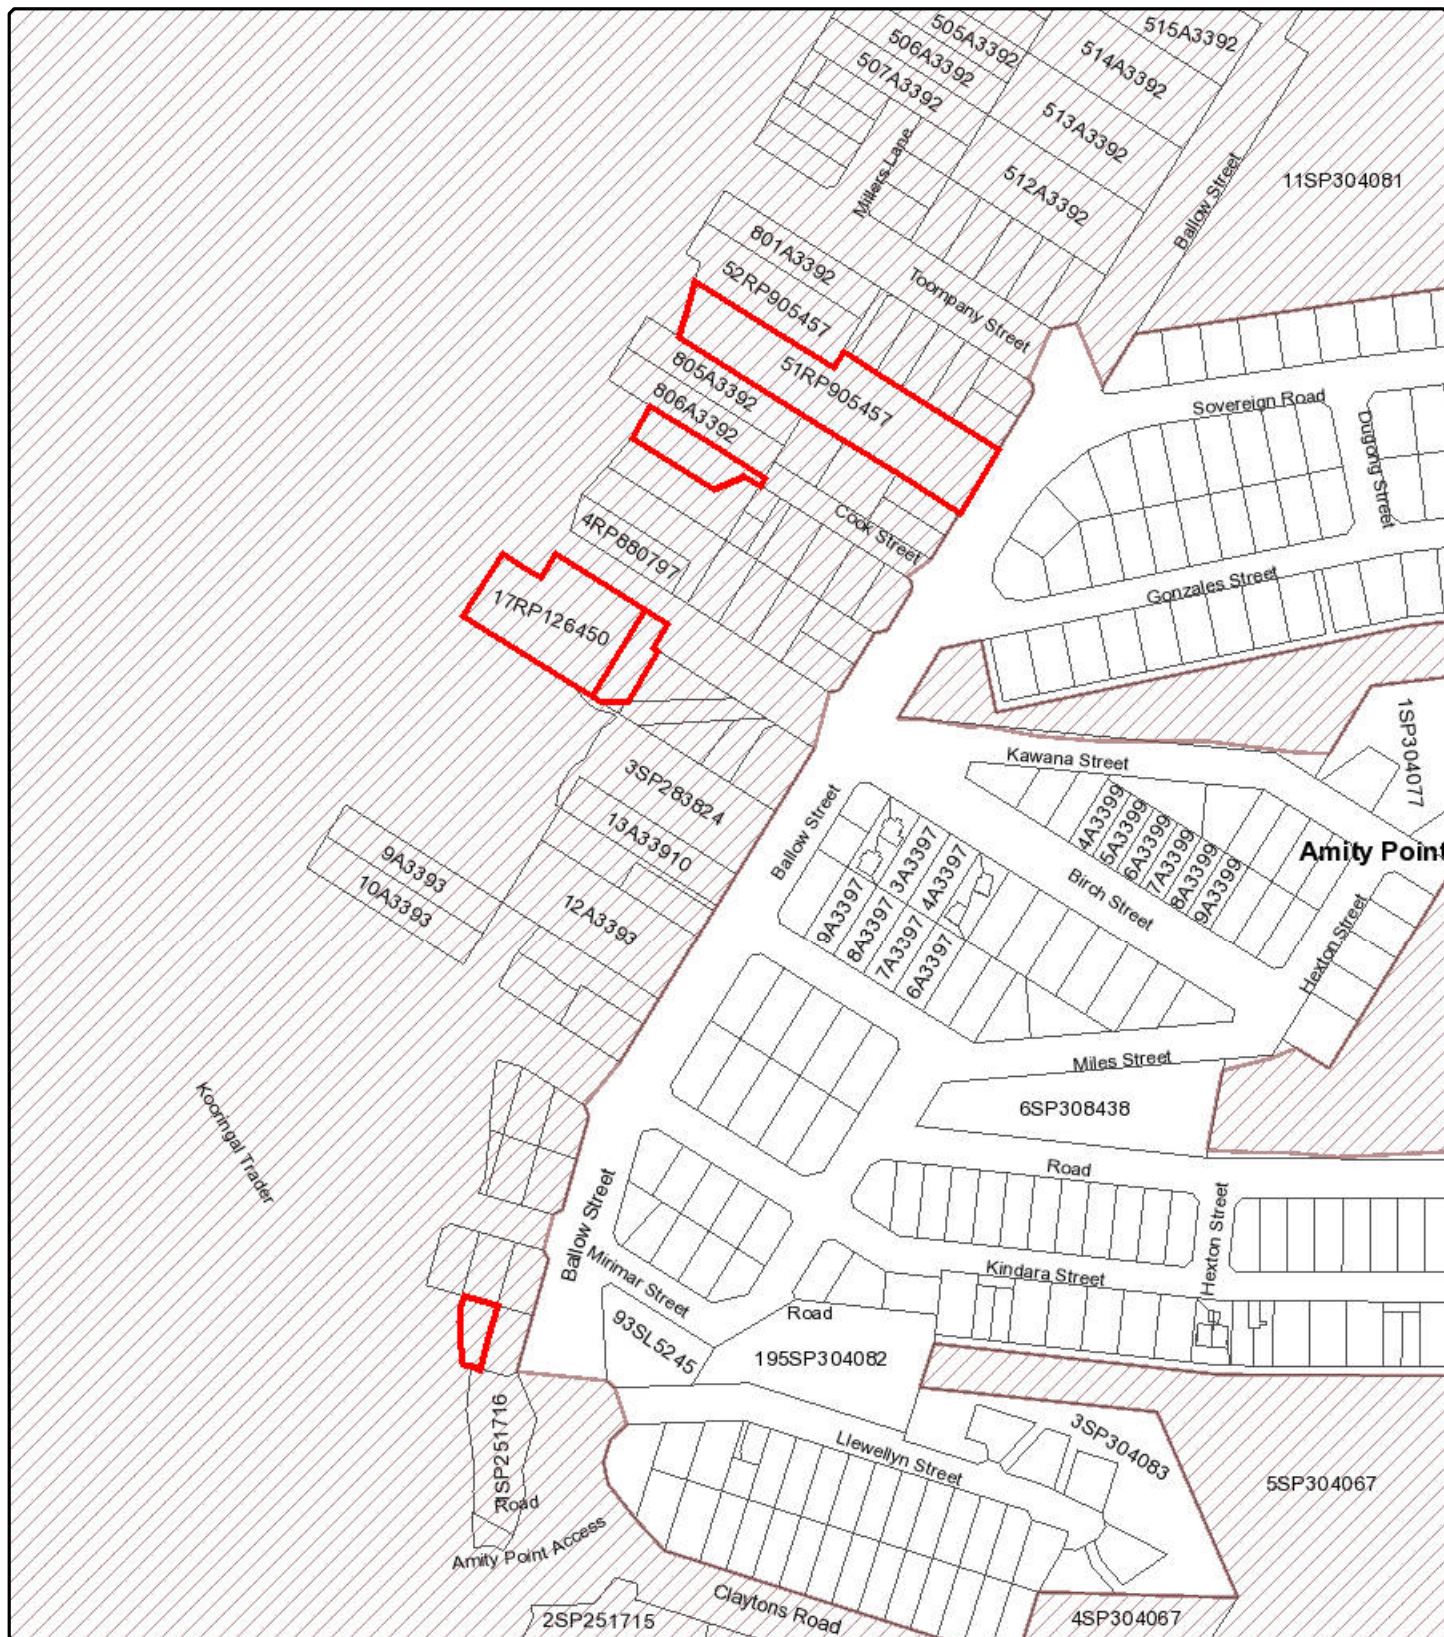 515A3392
505A3392
506A3392
507A3392
514A3392
513A3392
512A3392
Millers Lane
Ballow Street
11SP304081
801A3392
52RP905457
Toompany Street
51RP905457
805A3392
806A3392
Sovereign Road
Dugong Street
Cook Street
4RP880797
Gonzales Street
17RP126450
1SP304077
Kawana Street
3SP283824
13A33910
Ballow Street
4A3399
5A3399
6A3399
7A3399
8A3399
9A3399
Amity Point
9A3393
10A3393
12A3393
3A3397
4A3397
9A3397
8A3397
7A3397
6A3397
Birch Street
Hexton Street
Miles Street
6SP308438
Kooringal Trader
Road
Ballow Street
Hexton Street
Mirimar Street
Kindara Street
Road
93SL5245
195SP304082
Llewellyn Street
3SP304083
5SP304067
Road
Amity Point Access
Claytons Road
2SP251715
4SP304067